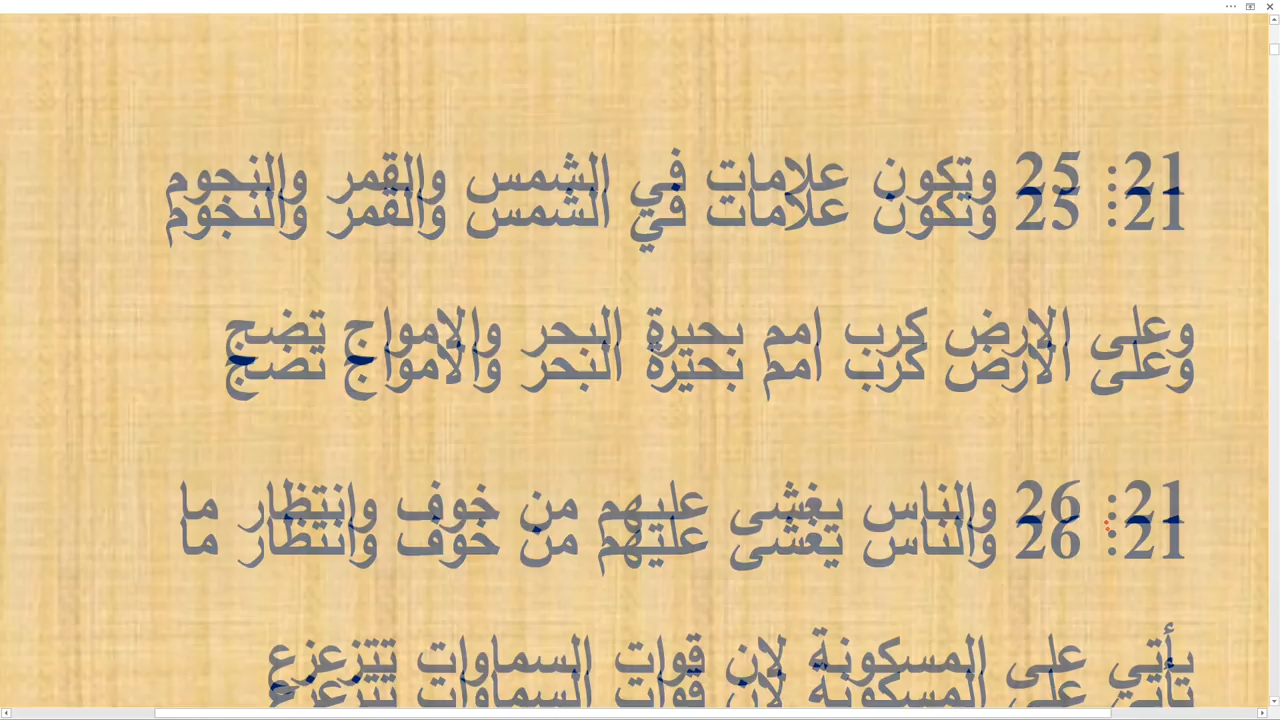 21: 25 وتكون علامات في الشمس والقمر والنجوم
وعلى الارض كرب امم بحيرة البحر والامواج تضج
21: 26 والناس يغشى عليهم من خوف وانتظار ما
يأتي على المسكونة لان قوات السماوات تتزعزع